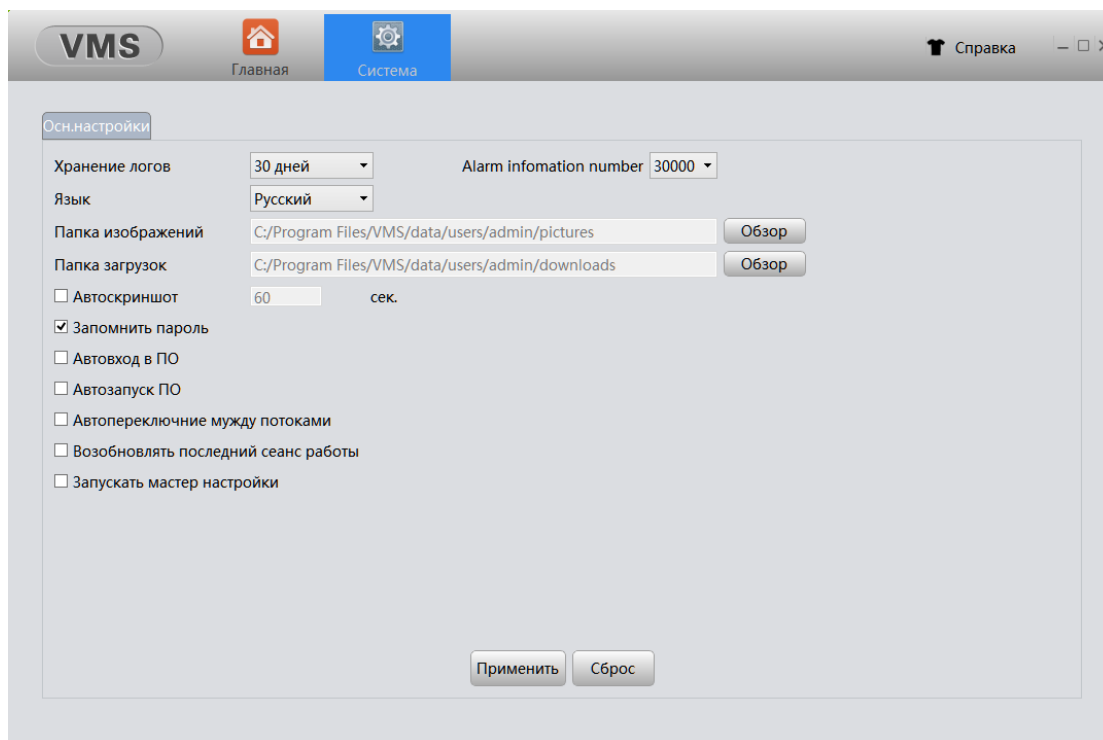 VMS
Главная
Система
Справка
Осн.настройки
Хранение логов 30 дней Alarm infomation number 30000
Язык Русский
Папка изображений C:/Program Files/VMS/data/users/admin/pictures Обзор
Папка загрузок C:/Program Files/VMS/data/users/admin/downloads Обзор
Автоскриншот 60 сек.
Запомнить пароль
Автовход в ПО
Автозапуск ПО
Автопереключние мужду потоками
Возобновлять последний сеанс работы
Запускать мастер настройки
Применить Сброс